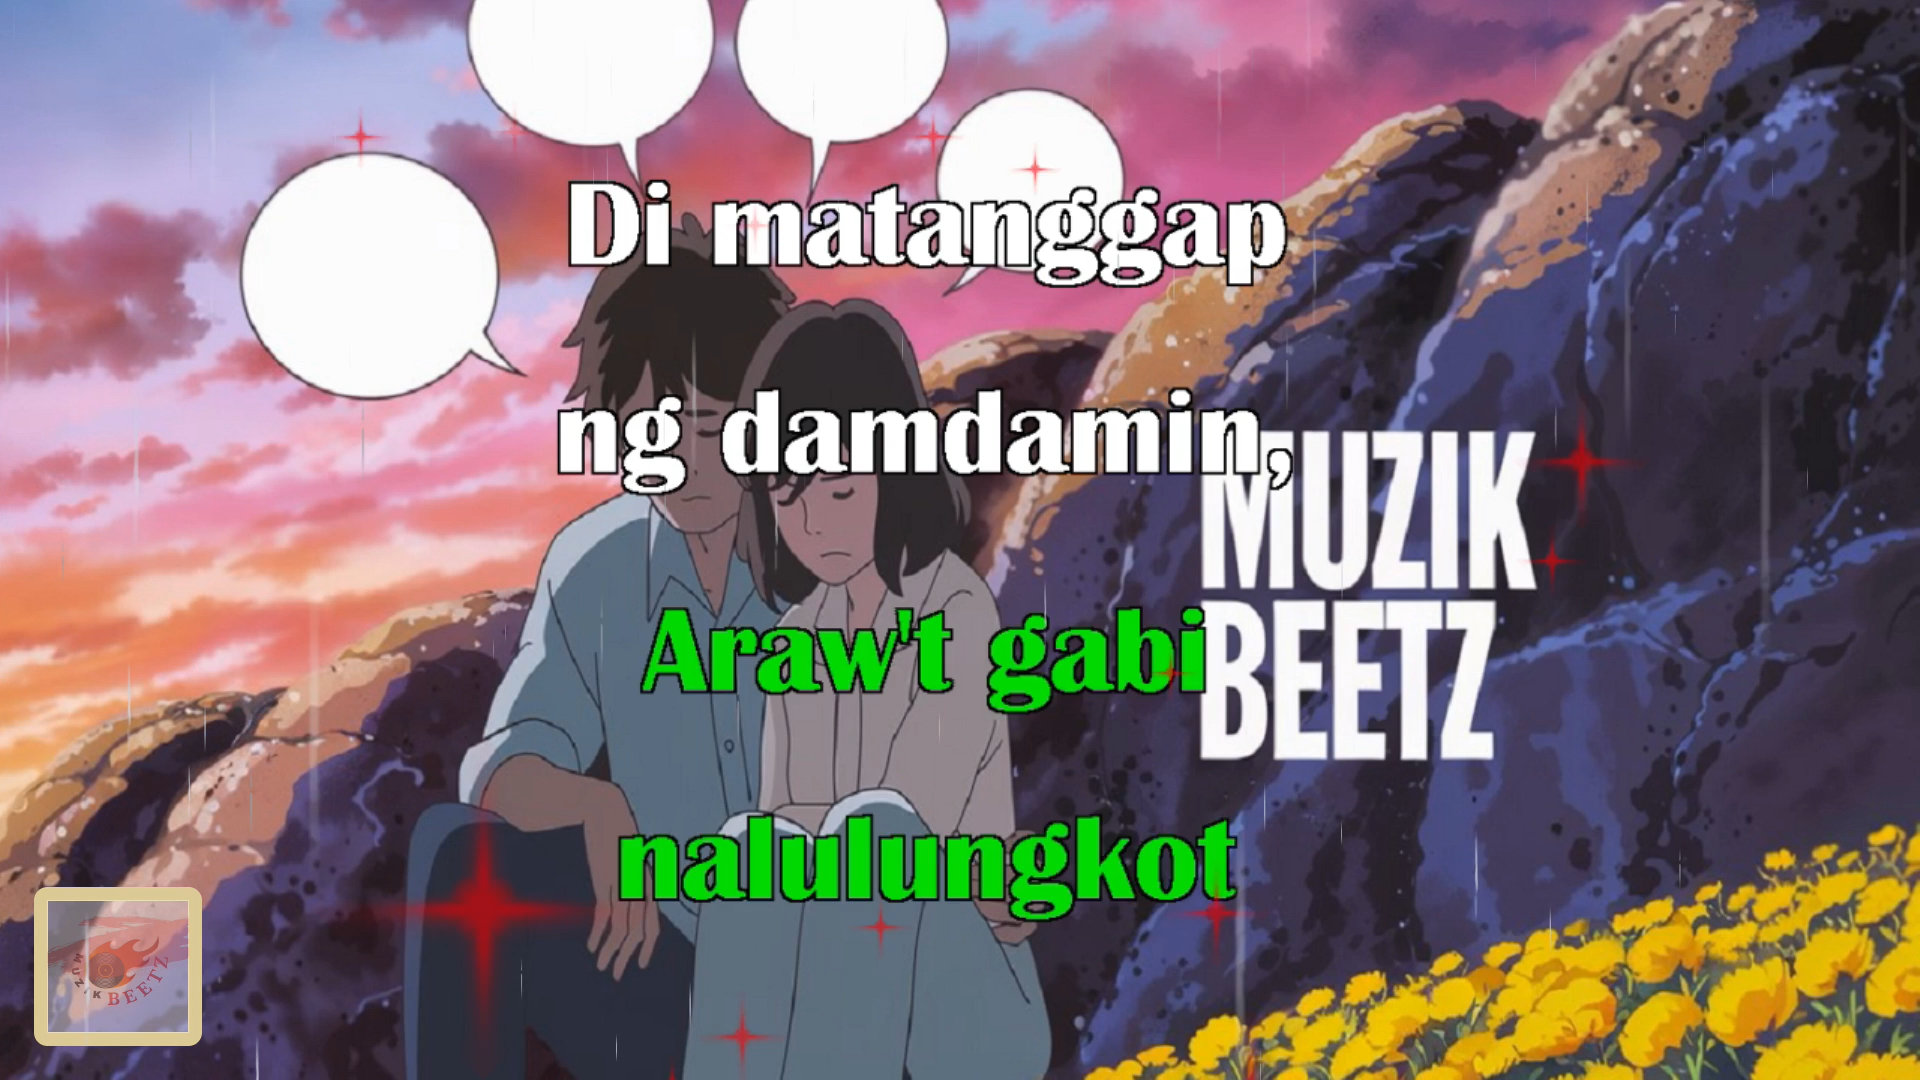 Di matanggap
ng damdamin,
MUZIK
BEETZ
Araw't gabi
nalulungkot
MUZIK BEETZ